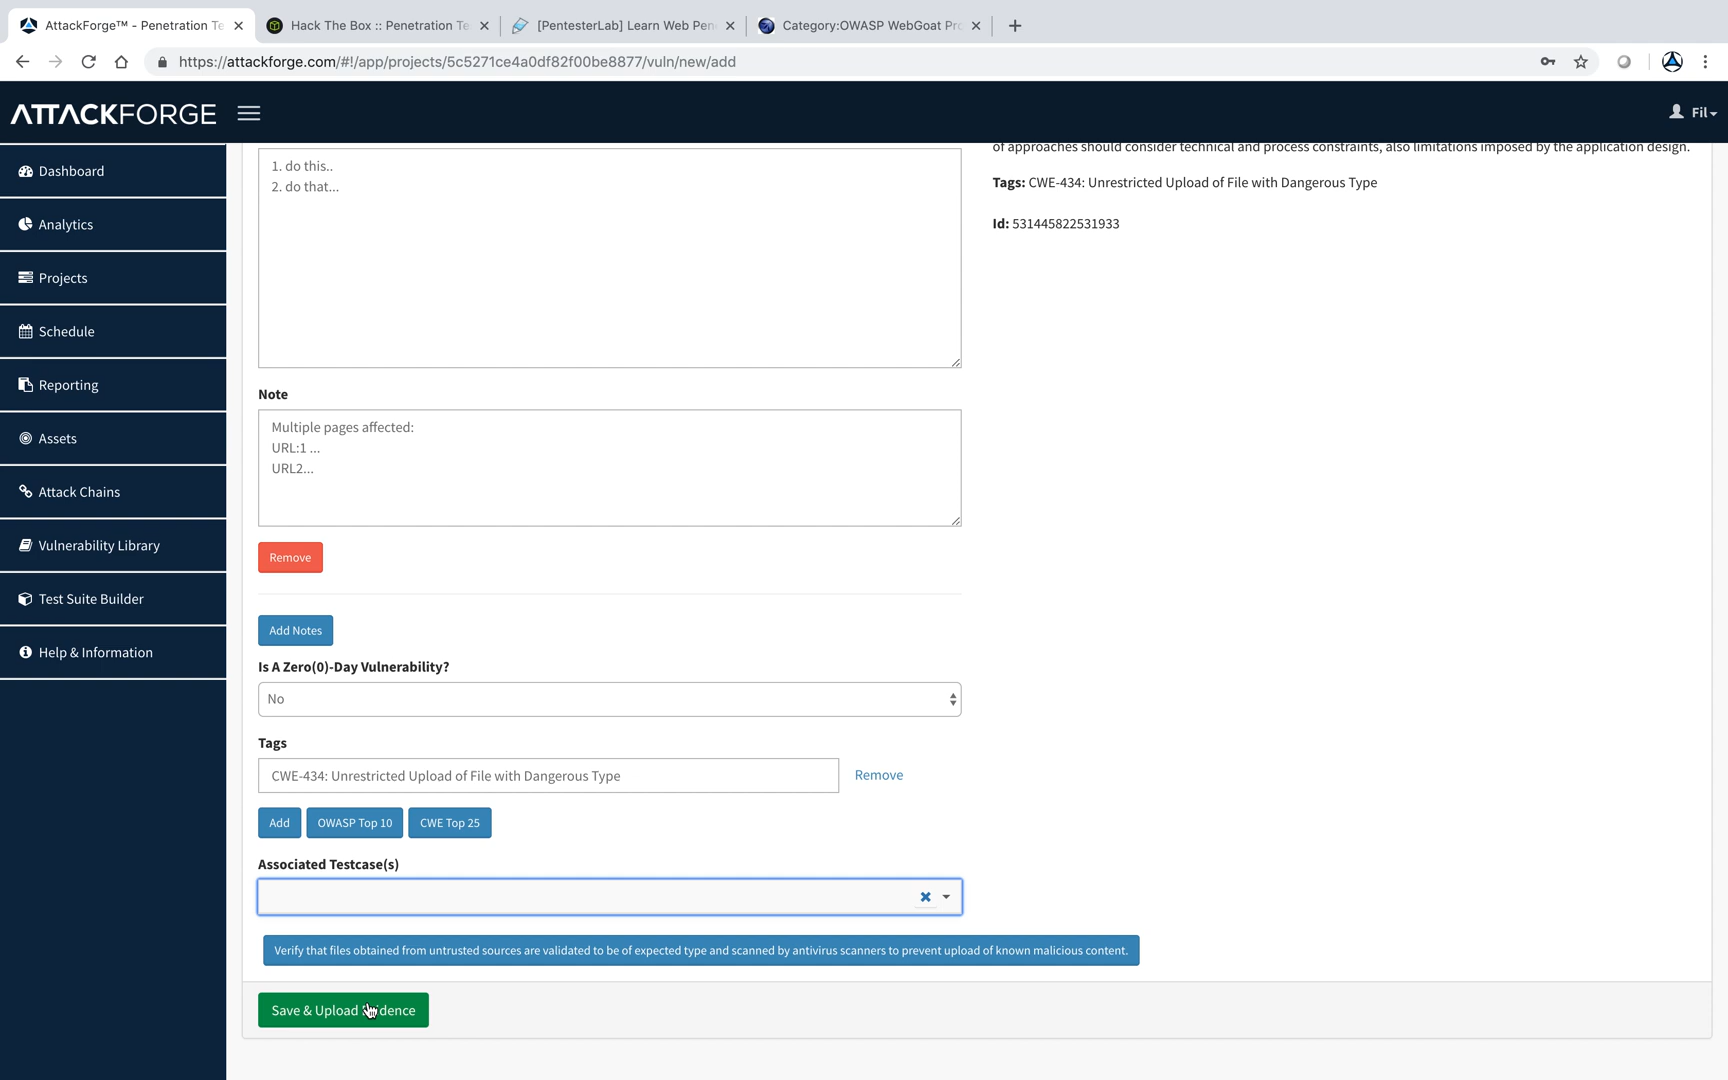 AttackForge™ - Penetration Te
Hack The Box :: Penetration Te
[PentesterLab] Learn Web Pen
Category:OWASP WebGoat Pro
https://attackforge.com/#!/app/projects/5c5271ce4a0df82f00be8877/vuln/new/add
ATTACKFORGE
Fil
Dashboard
Analytics
Projects
Schedule
Reporting
Assets
Attack Chains
Vulnerability Library
Test Suite Builder
Help & Information
1. do this..
2. do that...
Note
Multiple pages affected:
URL:1 ...
URL2...
Remove
Add Notes
Is A Zero(0)-Day Vulnerability?
No
Tags
CWE-434: Unrestricted Upload of File with Dangerous Type
Remove
Add
OWASP Top 10
CWE Top 25
Associated Testcase(s)
Verify that files obtained from untrusted sources are validated to be of expected type and scanned by antivirus scanners to prevent upload of known malicious content.
Save & Upload Evidence
of approaches should consider technical and process constraints, also limitations imposed by the application design.
Tags: CWE-434: Unrestricted Upload of File with Dangerous Type
Id: 531445822531933